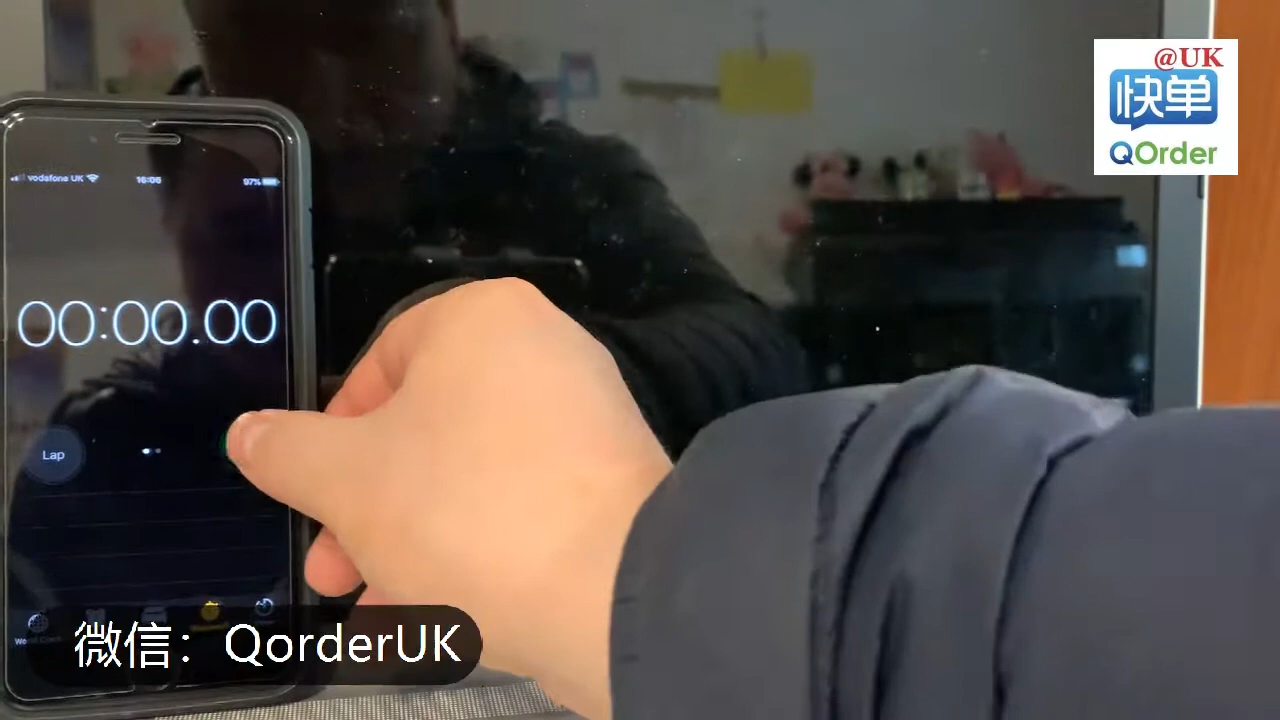 @UK
快单
QOrder
vodafone UK
16:06
97%
00:00.00
Lap
微信：QorderUK